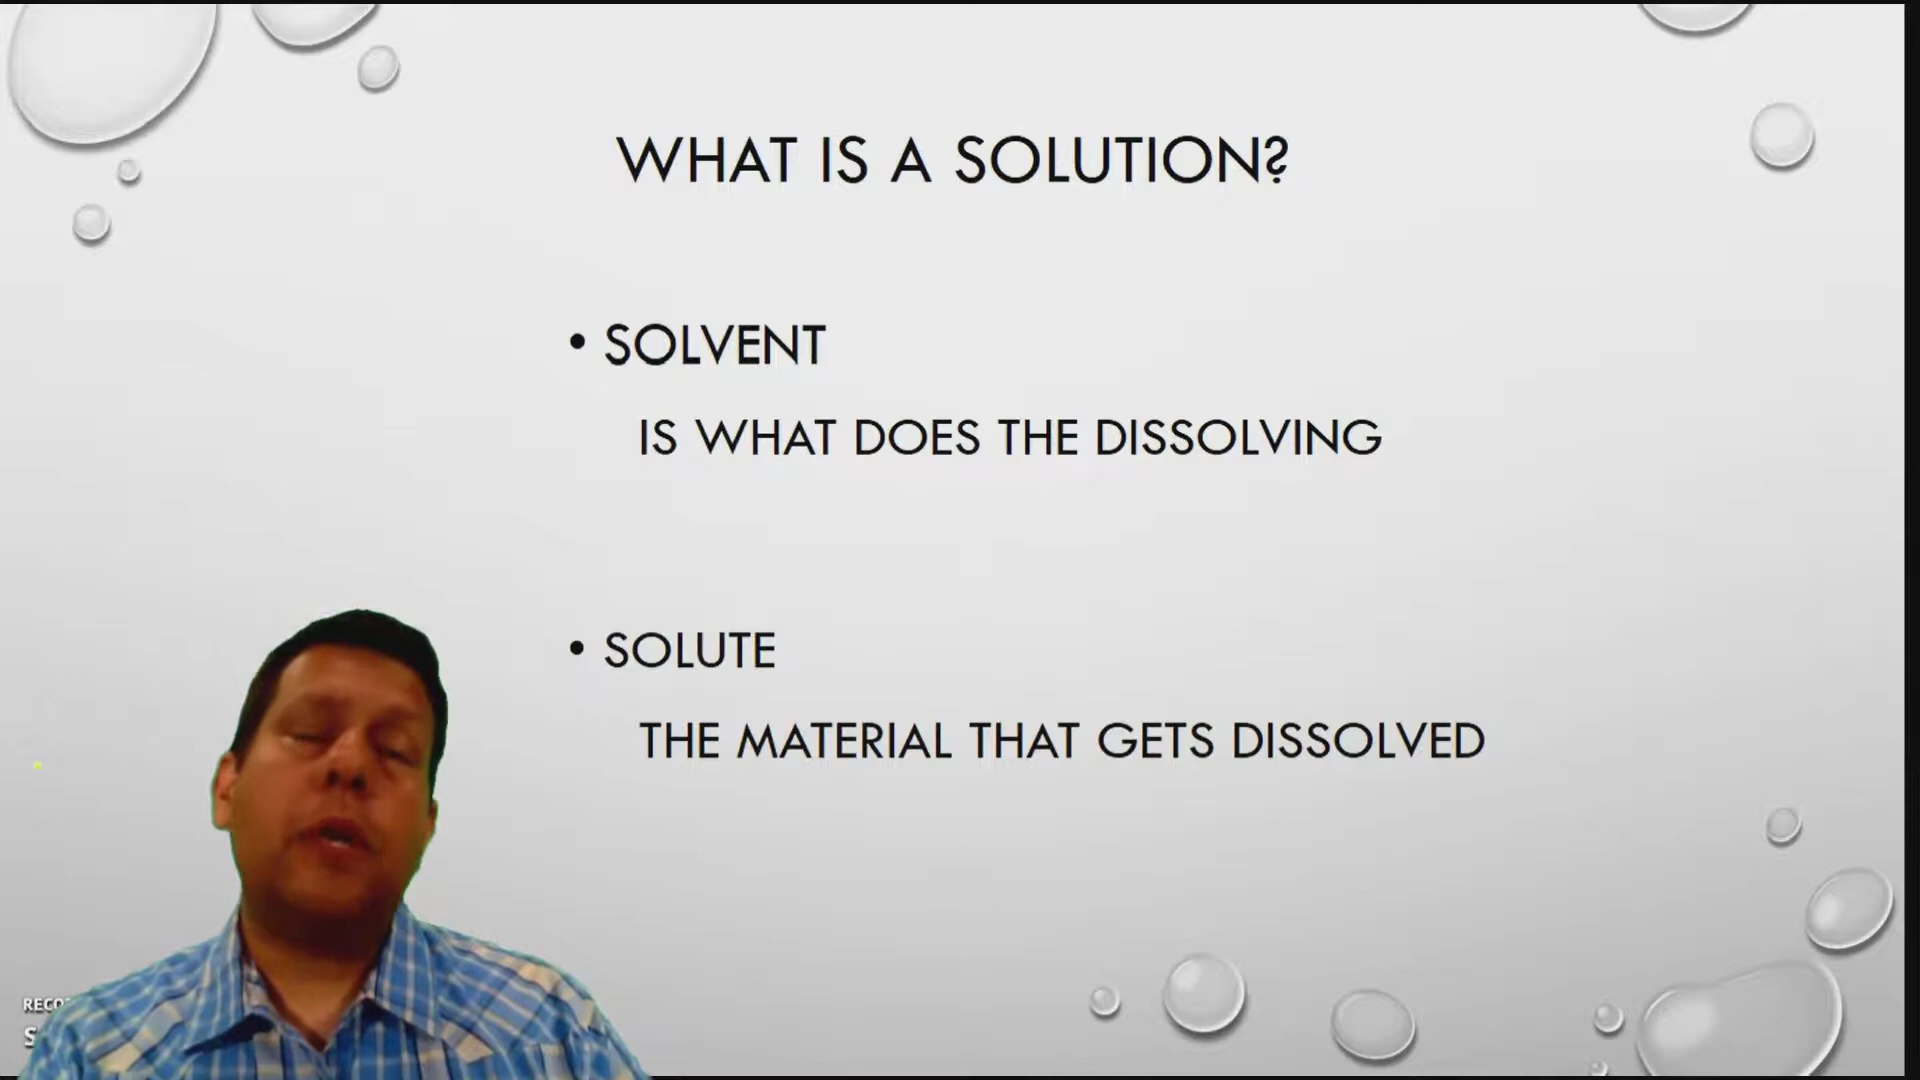 WHAT IS A SOLUTION?
• SOLVENT
IS WHAT DOES THE DISSOLVING
• SOLUTE
THE MATERIAL THAT GETS DISSOLVED